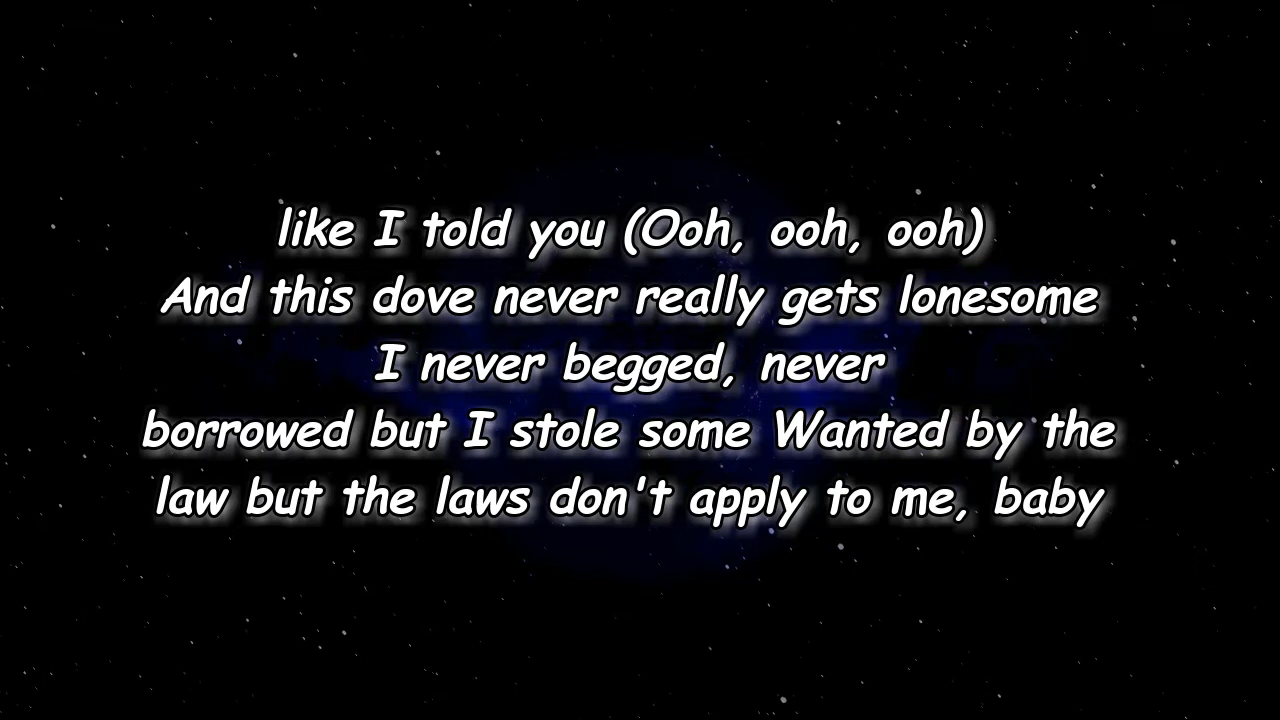 like I told you (Ooh, ooh, ooh)
And this dove never really gets lonesome
I never begged, never
borrowed but I stole some Wanted by the
law but the laws don't apply to me, baby